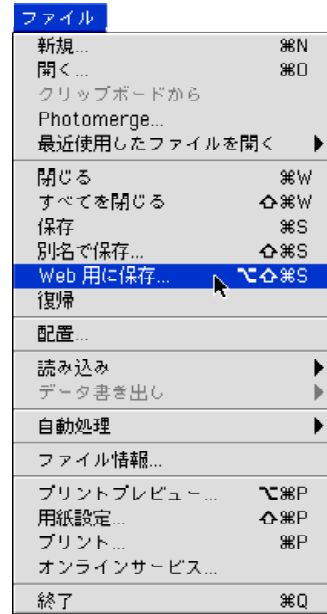 ファイル
新規... ⌘N
開く... ⌘O
クリップボードから
Photomerge...
最近使用したファイルを開く ▶
閉じる ⌘W
すべてを閉じる ⇧⌘W
保存 ⌘S
別名で保存... ⇧⌘S
Web 用に保存... ⌥⇧⌘S
復帰
配置...
読み込み ▶
データ書き出し ▶
自動処理 ▶
ファイル情報...
プリントプレビュー... ⌥⌘P
用紙設定... ⇧⌘P
プリント... ⌘P
オンラインサービス...
終了 ⌘Q